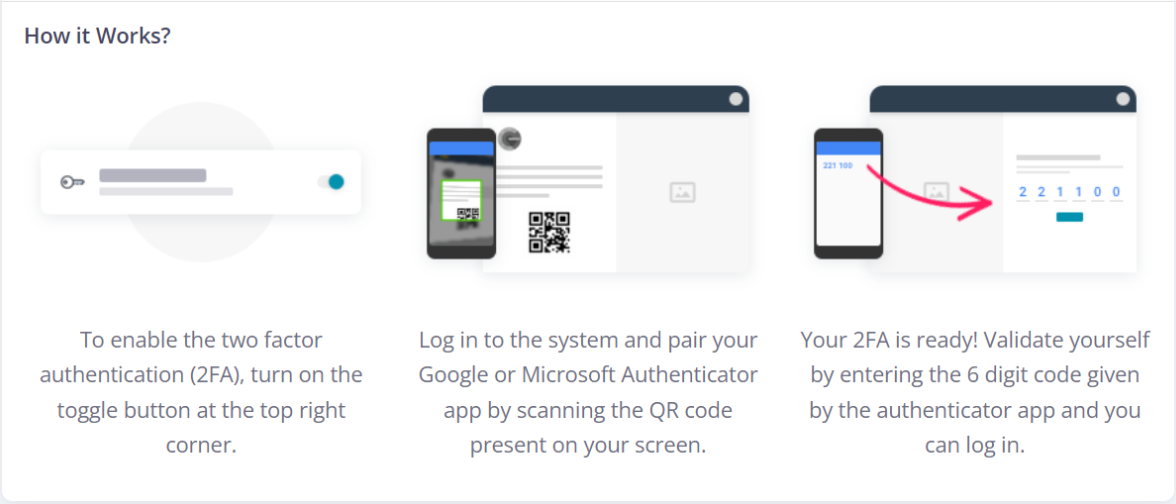 How it Works?
221 100
2 2 1 1 0 0
To enable the two factor
authentication (2FA), turn on the
toggle button at the top right
corner.
Log in to the system and pair your
Google or Microsoft Authenticator
app by scanning the QR code
present on your screen.
Your 2FA is ready! Validate yourself
by entering the 6 digit code given
by the authenticator app and you
can log in.